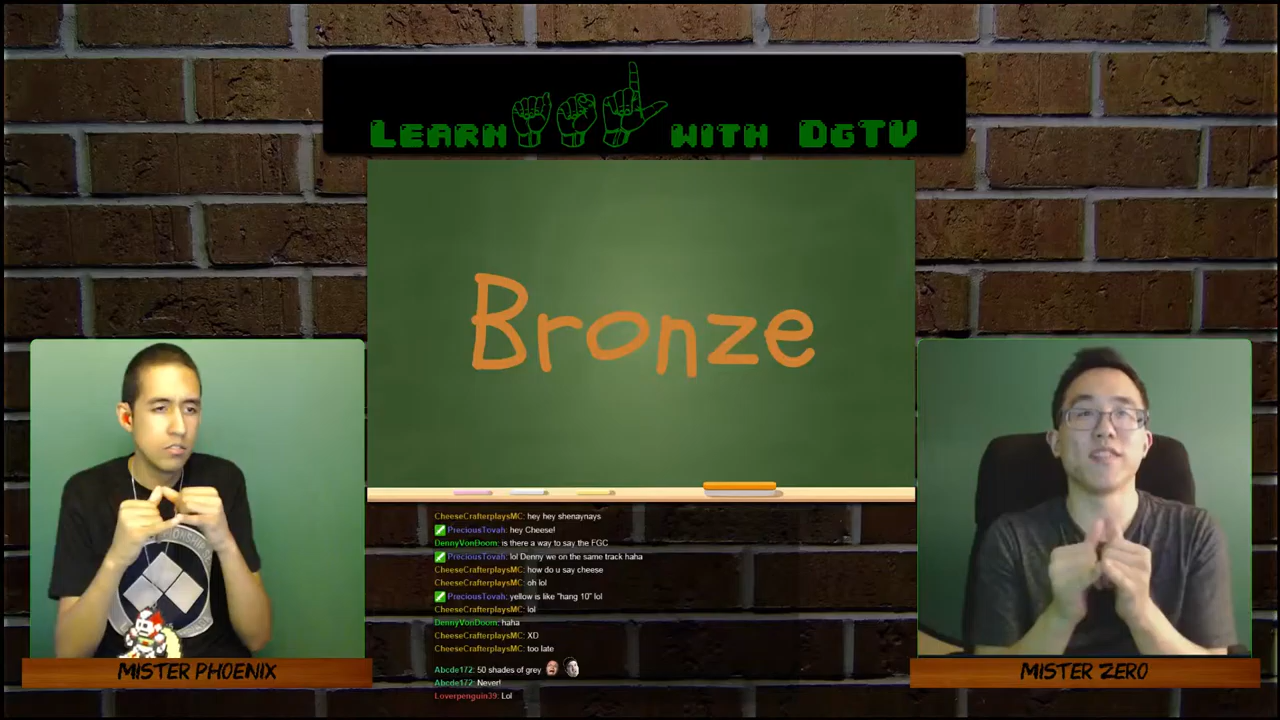 LEARN ASL WITH DGTV
Bronze
CheeseCrafterplaysMC: hey hey shenaynays
PreciousTovah: hey Cheese!
DennyVonDoom: is there a way to say the FGC
PreciousTovah: lol Denny we on the same track haha
CheeseCrafterplaysMC: how do u say cheese
CheeseCrafterplaysMC: oh lol
PreciousTovah: yellow is like "hang 10" lol
CheeseCrafterplaysMC: lol
DennyVonDoom: haha
CheeseCrafterplaysMC: XD
CheeseCrafterplaysMC: too late
Abcde172: 50 shades of grey
Abcde172: Never!
Loverpenguin39: Lol
MISTER PHOENIX
MISTER ZERO